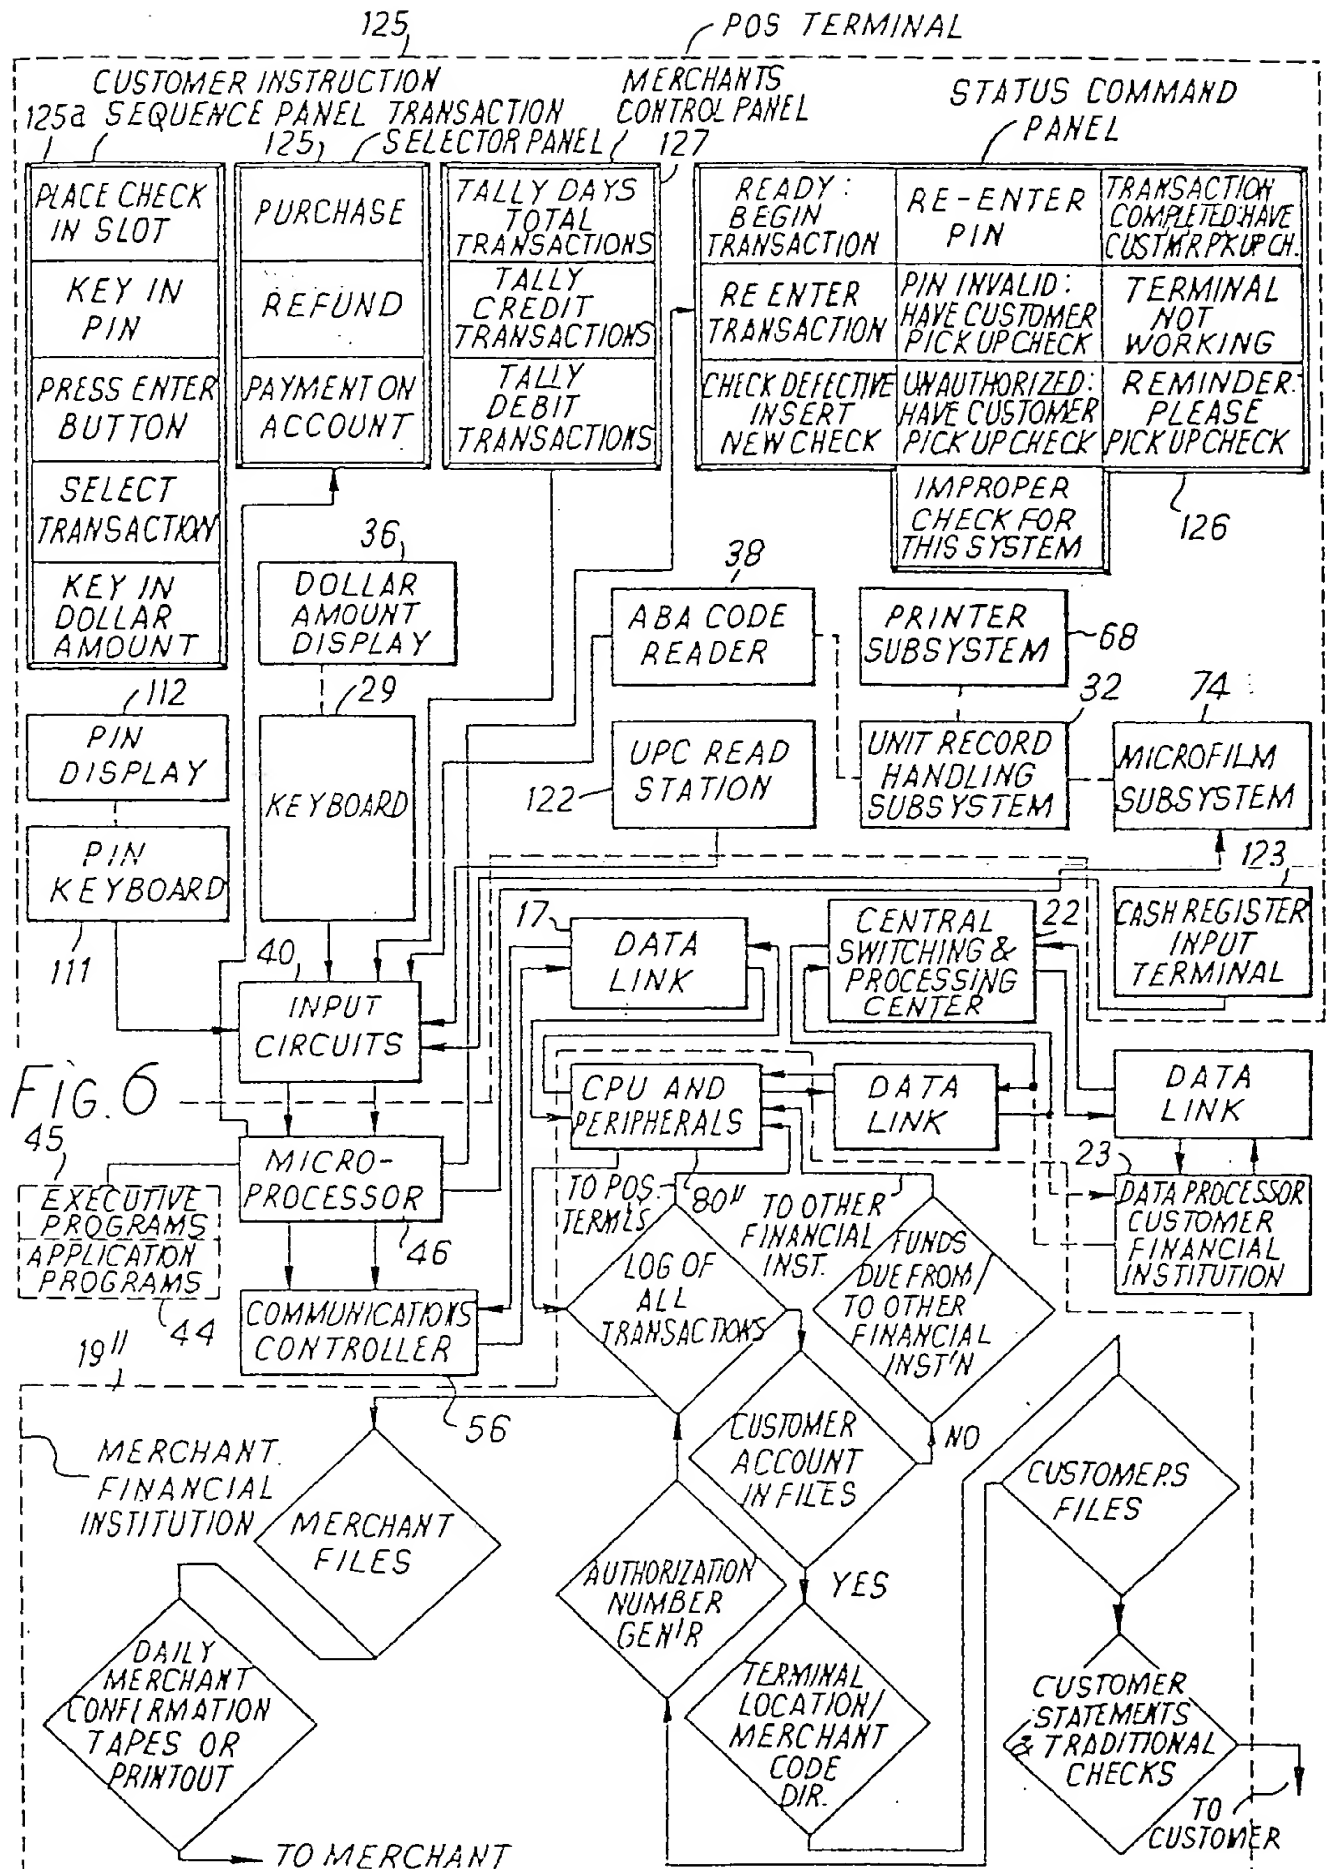 125
POS TERMINAL
CUSTOMER INSTRUCTION
SEQUENCE PANEL
125a
TRANSACTION
SELECTOR PANEL
125
MERCHANTS
CONTROL PANEL
127
STATUS COMMAND
PANEL
PLACE CHECK
IN SLOT
KEY IN
PIN
PRESS ENTER
BUTTON
SELECT
TRANSACTION
KEY IN
DOLLAR
AMOUNT
PURCHASE
REFUND
PAYMENT ON
ACCOUNT
TALLY DAYS
TOTAL
TRANSACTIONS
TALLY
CREDIT
TRANSACTIONS
TALLY
DEBIT
TRANSACTIONS
READY:
BEGIN
TRANSACTION
RE-ENTER
PIN
TRANSACTION
COMPLETED:HAVE
CUSTM'R PK UP CH.
RE ENTER
TRANSACTION
PIN INVALID:
HAVE CUSTOMER
PICK UP CHECK
TERMINAL
NOT
WORKING
CHECK DEFECTIVE
INSERT
NEW CHECK
UNAUTHORIZED:
HAVE CUSTOMER
PICK UP CHECK
REMINDER:
PLEASE
PICK UP CHECK
IMPROPER
CHECK FOR
THIS SYSTEM
126
36
DOLLAR
AMOUNT
DISPLAY
38
ABA CODE
READER
PRINTER
SUBSYSTEM
68
112
PIN
DISPLAY
29
KEYBOARD
UPC READ
STATION
122
32
UNIT RECORD
HANDLING
SUBSYSTEM
74
MICROFILM
SUBSYSTEM
PIN
KEYBOARD
111
123
CASH REGISTER
INPUT
TERMINAL
17
DATA
LINK
CENTRAL
SWITCHING &
PROCESSING
CENTER
22
40
INPUT
CIRCUITS
FIG. 6
CPU AND
PERIPHERALS
80"
DATA
LINK
DATA
LINK
45
EXECUTIVE
PROGRAMS
APPLICATION
PROGRAMS
44
MICRO-
PROCESSOR
46
TO POS.
TERM'LS
TO OTHER
FINANCIAL
INST.
23
DATA PROCESSOR
CUSTOMER
FINANCIAL
INSTITUTION
FUNDS
DUE FROM/
TO OTHER
FINANCIAL
INST'N
LOG OF
ALL
TRANSACTIONS
COMMUNICATIONS
CONTROLLER
56
19"
MERCHANT
FINANCIAL
INSTITUTION
MERCHANT
FILES
CUSTOMER
ACCOUNT
IN FILES
NO
YES
CUSTOMERS
FILES
AUTHORIZATION
NUMBER
GEN'R
TERMINAL
LOCATION/
MERCHANT
CODE
DIR.
DAILY
MERCHANT
CONFIRMATION
TAPES OR
PRINTOUT
TO MERCHANT
CUSTOMER
STATEMENTS
& TRADITIONAL
CHECKS
TO
CUSTOMER